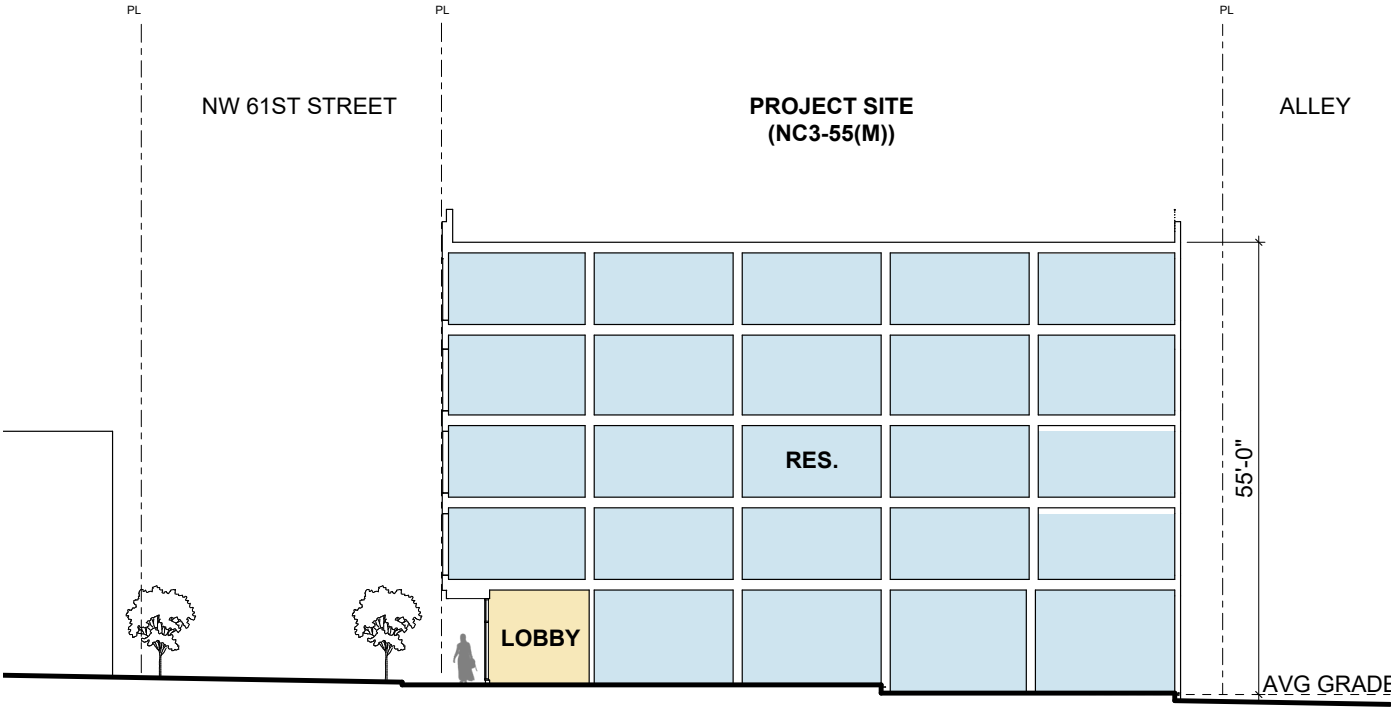 PL
PL
PL
NW 61ST STREET
PROJECT SITE
(NC3-55(M))
ALLEY
RES.
55'-0"
LOBBY
AVG GRADE